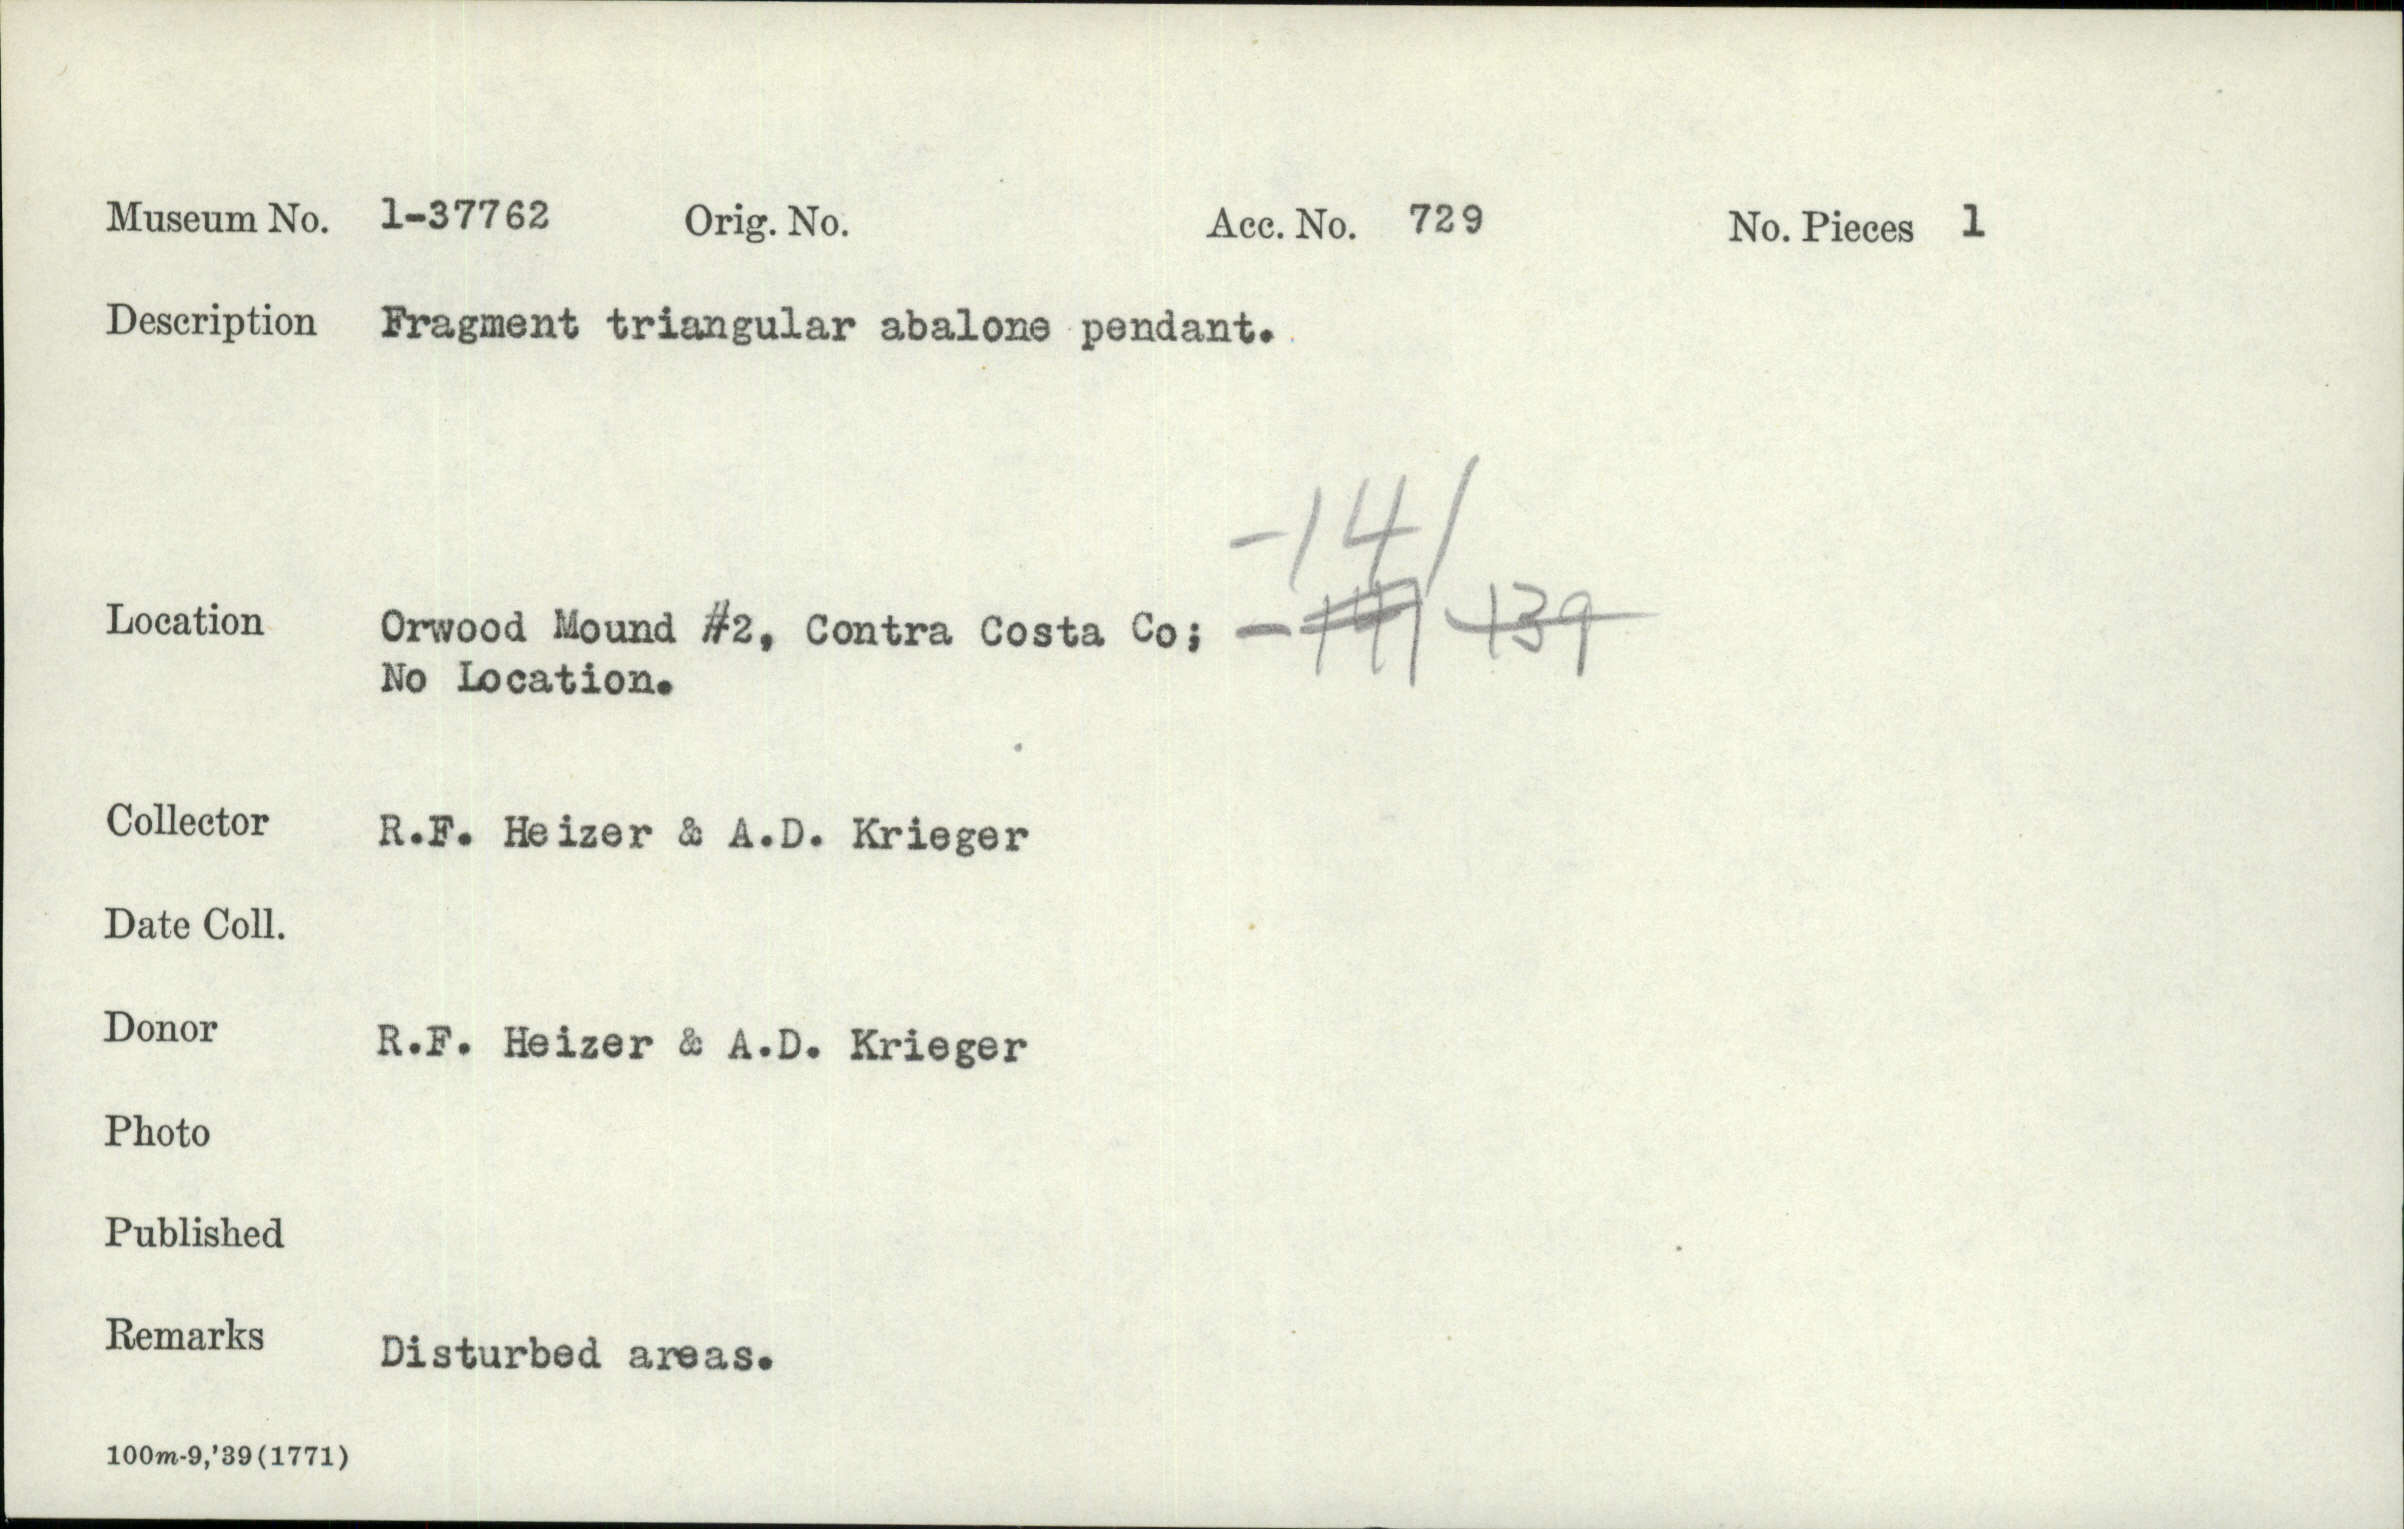 Museum No. 1-37762 Orig. No. Acc. No. 729 No. Pieces 1
Description Fragment triangular abalone pendant.
-141
Location Orwood Mound #2, Contra Costa Co; 139
No Location.
Collector R.F. Heizer & A.D. Krieger
Date Coll.
Donor R.F. Heizer & A.D. Krieger
Photo
Published
Remarks Disturbed areas.
100m-9,'39(1771)